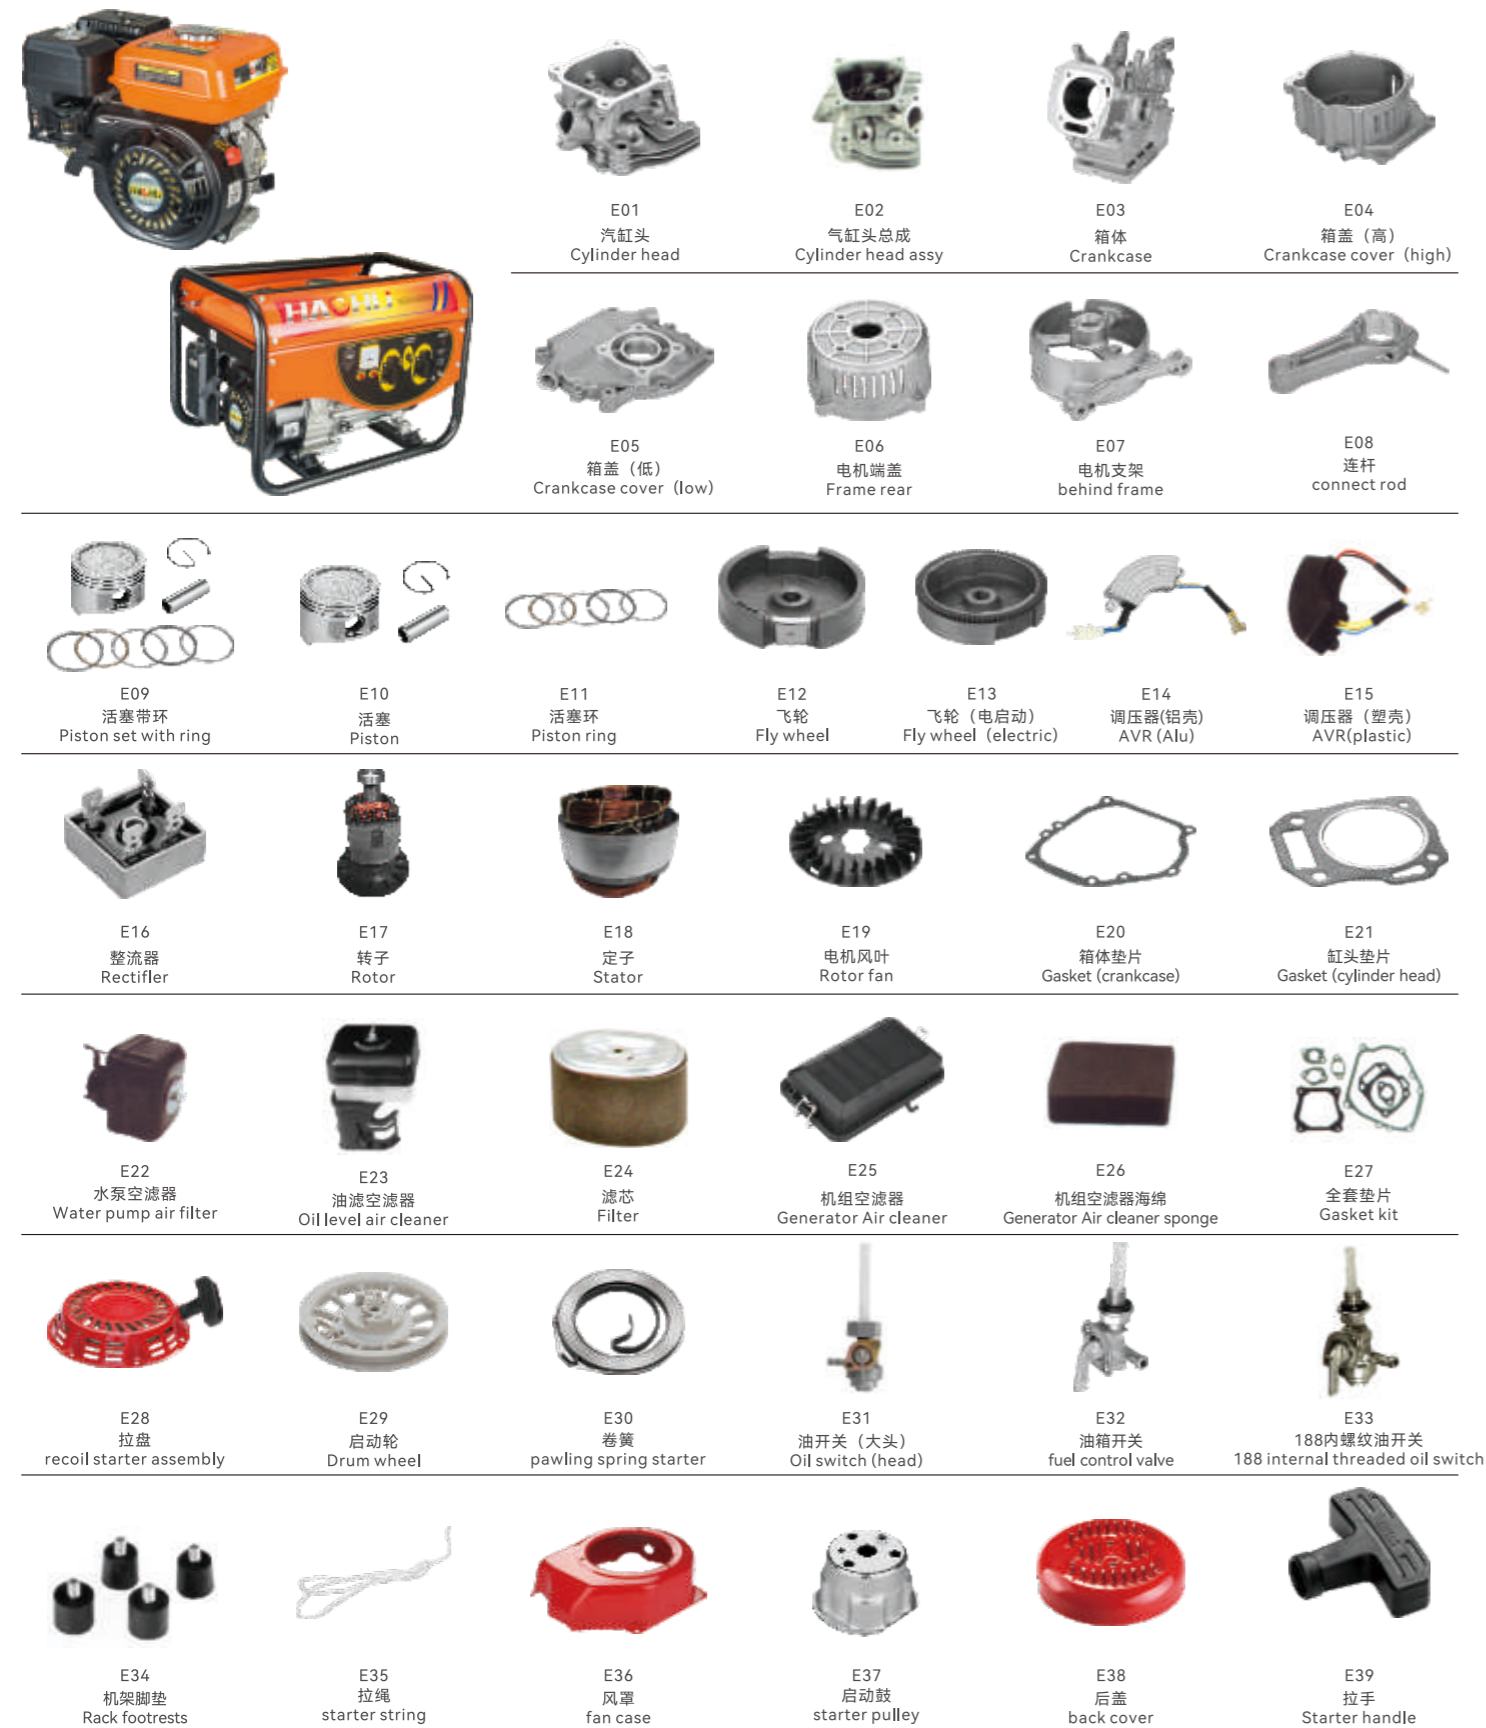 HAOHLI
E01
汽缸头
Cylinder head
E02
气缸头总成
Cylinder head assy
E03
箱体
Crankcase
E04
箱盖（高）
Crankcase cover (high)
E05
箱盖（低）
Crankcase cover (low)
E06
电机端盖
Frame rear
E07
电机支架
behind frame
E08
连杆
connect rod
E09
活塞带环
Piston set with ring
E10
活塞
Piston
E11
活塞环
Piston ring
E12
飞轮
Fly wheel
E13
飞轮（电启动）
Fly wheel (electric)
E14
调压器(铝壳)
AVR (Alu)
E15
调压器（塑壳）
AVR(plastic)
E16
整流器
Rectifler
E17
转子
Rotor
E18
定子
Stator
E19
电机风叶
Rotor fan
E20
箱体垫片
Gasket (crankcase)
E21
缸头垫片
Gasket (cylinder head)
E22
水泵空滤器
Water pump air filter
E23
油滤空滤器
Oil level air cleaner
E24
滤芯
Filter
E25
机组空滤器
Generator Air cleaner
E26
机组空滤器海绵
Generator Air cleaner sponge
E27
全套垫片
Gasket kit
E28
拉盘
recoil starter assembly
E29
启动轮
Drum wheel
E30
卷簧
pawling spring starter
E31
油开关（大头）
Oil switch (head)
E32
油箱开关
fuel control valve
E33
188内螺纹油开关
188 internal threaded oil switch
E34
机架脚垫
Rack footrests
E35
拉绳
starter string
E36
风罩
fan case
E37
启动鼓
starter pulley
E38
后盖
back cover
E39
拉手
Starter handle